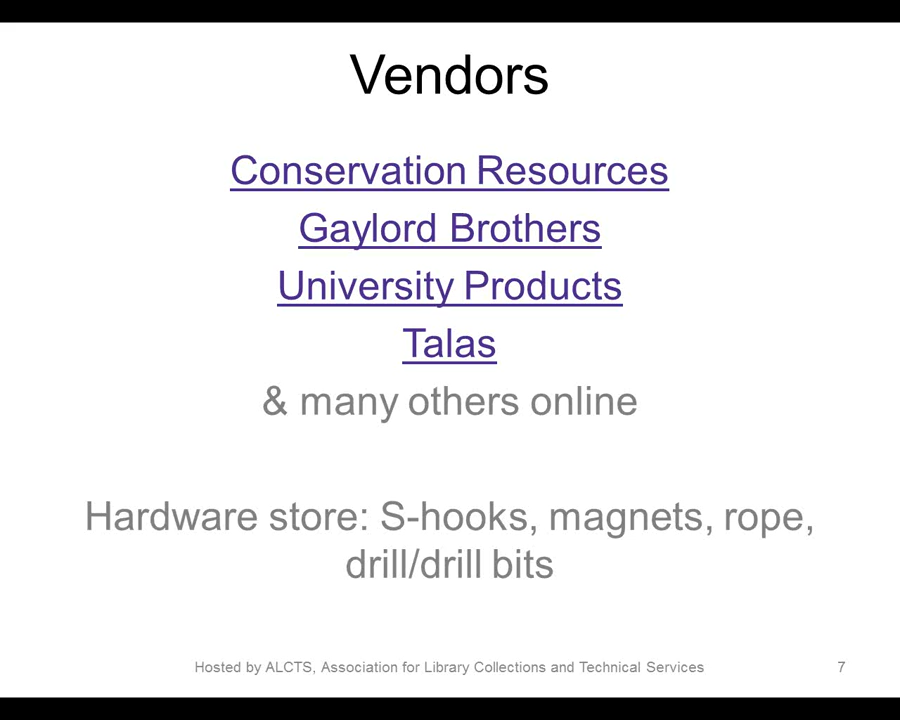 Vendors
Conservation Resources
Gaylord Brothers
University Products
Talas
& many others online
Hardware store: S-hooks, magnets, rope,
drill/drill bits
Hosted by ALCTS, Association for Library Collections and Technical Services
7